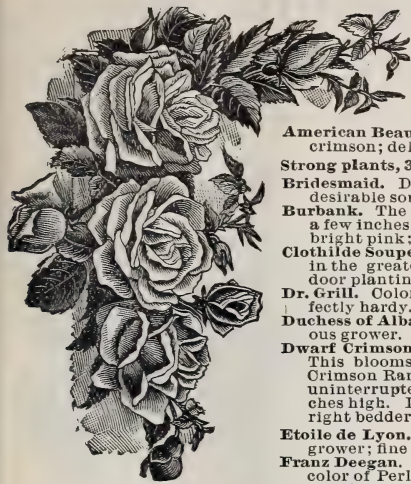 American Beau
crimson; del
Strong plants, 3
Bridesmaid. D
desirable sor
Burbank. The
a few inches
bright pink;
Clothilde Soupe
in the greate
door plantin
Dr. Grill. Colo
fectly hardy.
Duchess of Alba
ous grower.
Dwarf Crimson
This blooms
Crimson Ran
uninterrupte
ches high. I
right bedder
Etoile de Lyon.
grower; fine
Franz Deegan.
color of Perl